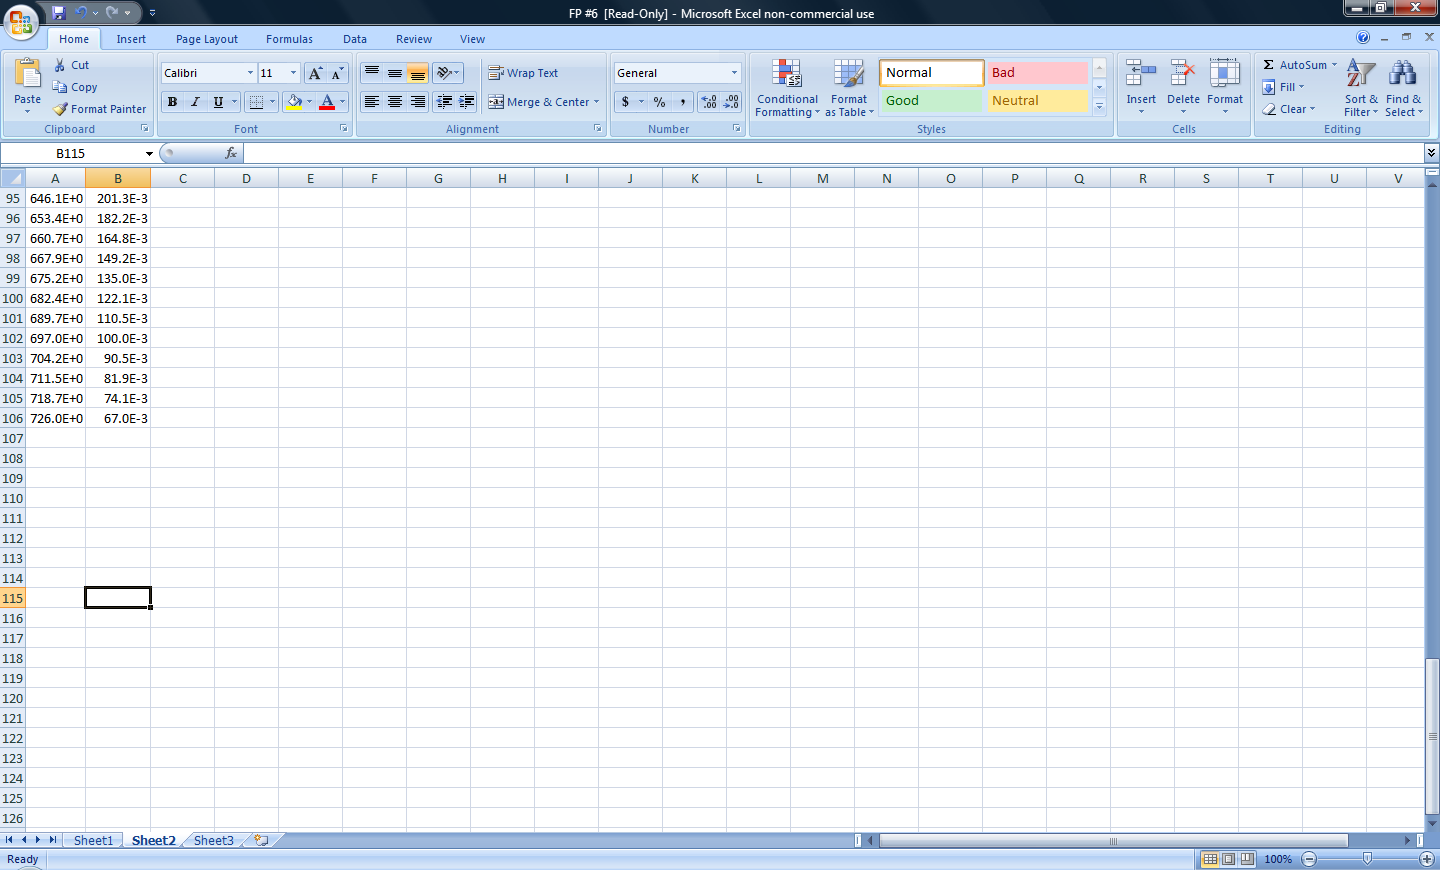 FP #6 [Read-Only] - Microsoft Excel non-commercial use
Home Insert Page Layout Formulas Data Review View
Paste
Cut
Copy
Format Painter
Clipboard
Calibri 11
B I U A
Font
Wrap Text
Merge & Center
Alignment
General
$ % ,
Number
Conditional Formatting
Format as Table
Normal Bad
Good Neutral
Styles
Insert Delete Format
Cells
Σ AutoSum
Fill
Clear
Sort & Filter
Find & Select
Editing
B115 fx
A B C D E F G H I J K L M N O P Q R S T U V
95 646.1E+0 201.3E-3
96 653.4E+0 182.2E-3
97 660.7E+0 164.8E-3
98 667.9E+0 149.2E-3
99 675.2E+0 135.0E-3
100 682.4E+0 122.1E-3
101 689.7E+0 110.5E-3
102 697.0E+0 100.0E-3
103 704.2E+0 90.5E-3
104 711.5E+0 81.9E-3
105 718.7E+0 74.1E-3
106 726.0E+0 67.0E-3
107
108
109
110
111
112
113
114
115
116
117
118
119
120
121
122
123
124
125
126
Sheet1 Sheet2 Sheet3
Ready 100%